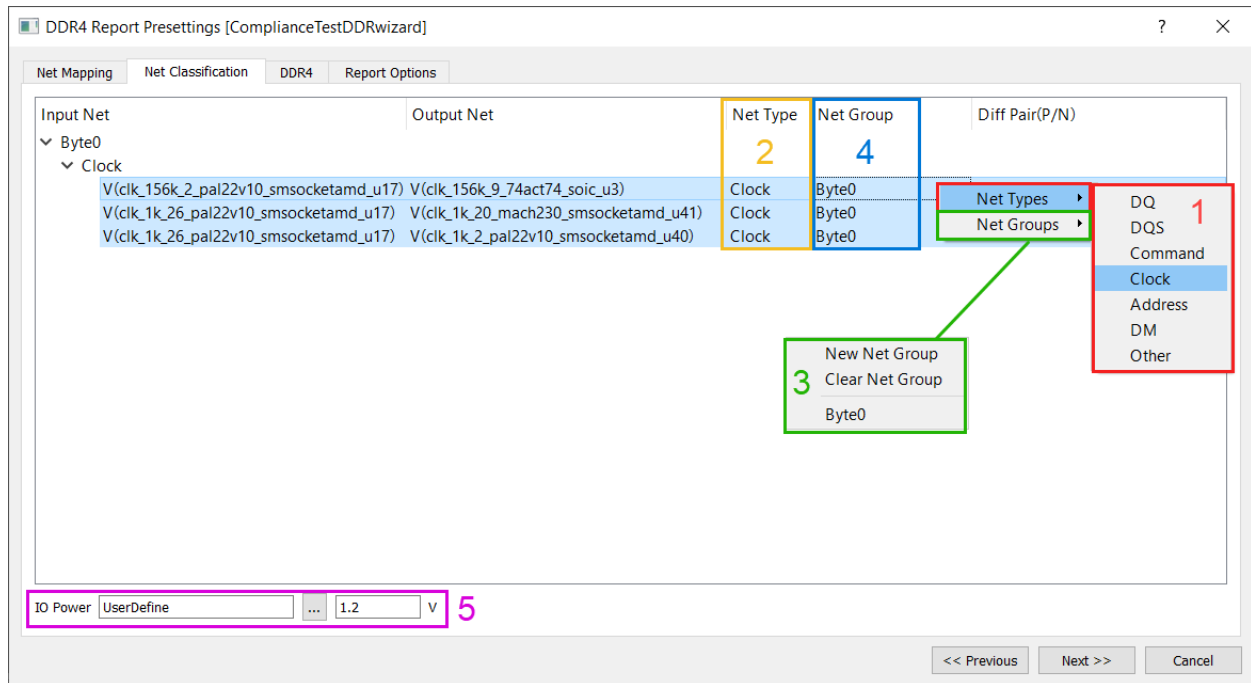 DDR4 Report Presettings [ComplianceTestDDRwizard] ?
Net Mapping Net Classification DDR4 Report Options
Input Net Output Net Net Type Net Group Diff Pair(P/N)
Byte0 2 4
Clock
V(clk_156k_2_pal22v10_smsocketamd_u17) V(clk_156k_9_74act74_soic_u3) Clock Byte0
V(clk_1k_26_pal22v10_smsocketamd_u17) V(clk_1k_20_mach230_smsocketamd_u41) Clock Byte0
V(clk_1k_26_pal22v10_smsocketamd_u17) V(clk_1k_2_pal22v10_smsocketamd_u40) Clock Byte0
Net Types
Net Groups
DQ 1
DQS
Command
Clock
Address
DM
Other
New Net Group
3 Clear Net Group
Byte0
IO Power UserDefine ... 1.2 V 5
<< Previous Next >> Cancel